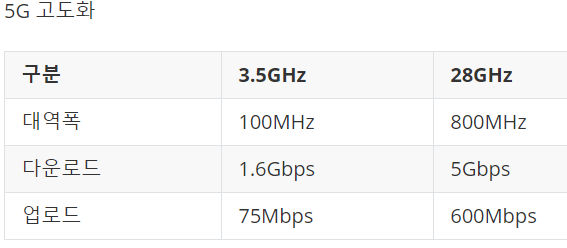 5G 고도화
구분 3.5GHz 28GHz
대역폭 100MHz 800MHz
다운로드 1.6Gbps 5Gbps
업로드 75Mbps 600Mbps